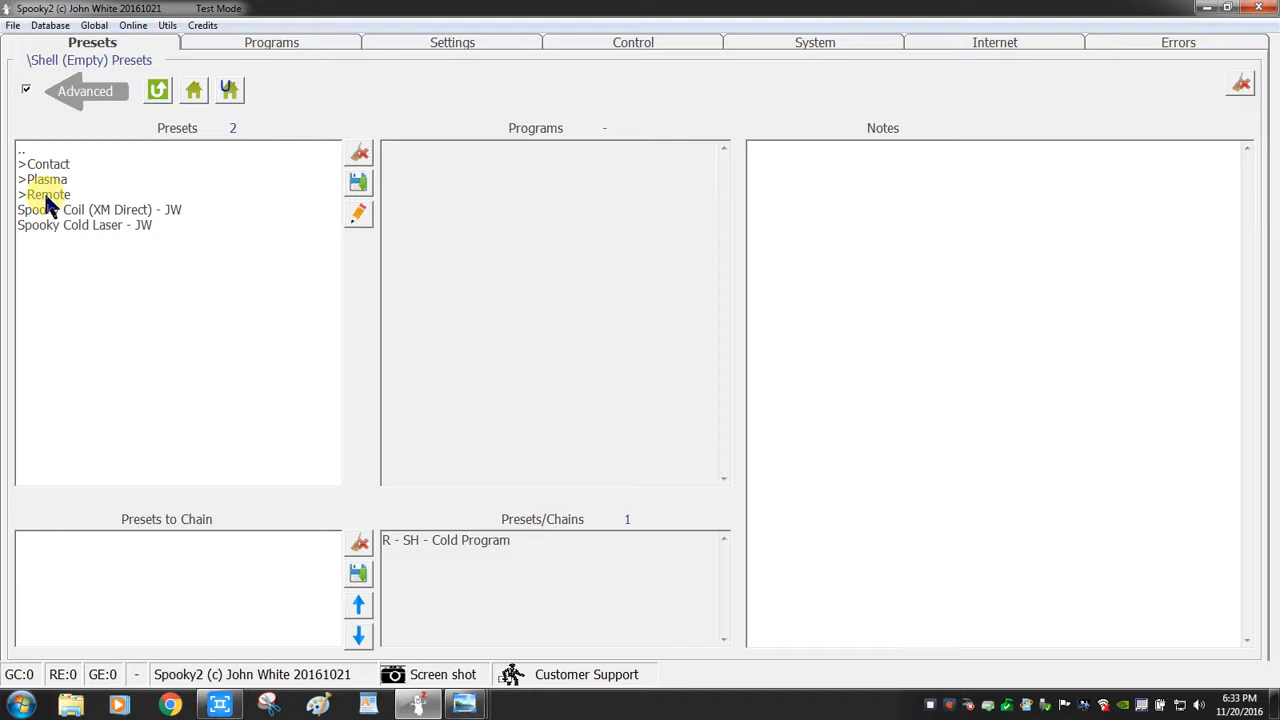 Spooky2 (c) John White 20161021 Test Mode
File Database Global Online Utils Credits
Presets Programs Settings Control System Internet Errors
\Shell (Empty) Presets
Advanced
Presets 2 Programs - Notes
..
>Contact
>Plasma
>Remote
Spooky Coil (XM Direct) - JW
Spooky Cold Laser - JW
Presets to Chain Presets/Chains 1
R - SH - Cold Program
GC:0 RE:0 GE:0 - Spooky2 (c) John White 20161021 Screen shot Customer Support
6:33 PM
11/20/2016